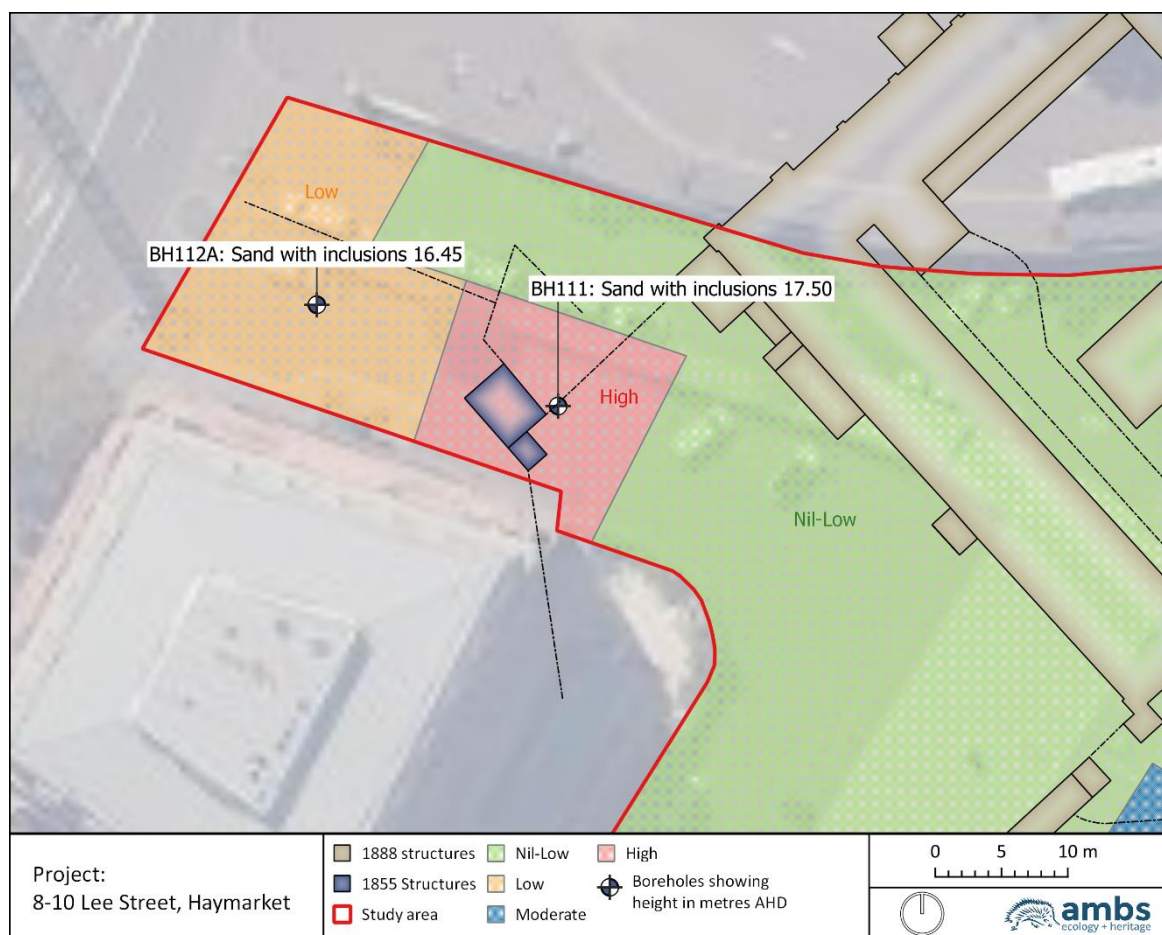 Low
BH112A: Sand with inclusions 16.45
BH111: Sand with inclusions 17.50
High
Nil-Low
Project:
8-10 Lee Street, Haymarket
1888 structures
1855 Structures
Study area
Nil-Low
Low
Moderate
High
Boreholes showing
height in metres AHD
0 5 10 m
ambs
ecology + heritage